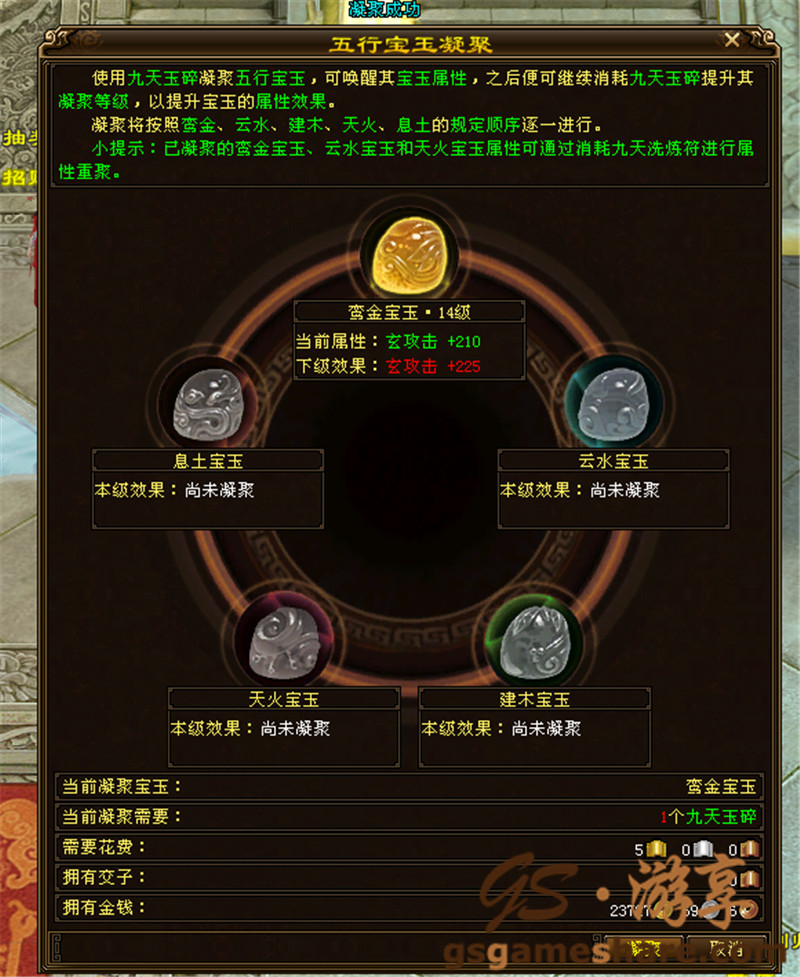 凝聚成功
五行宝玉凝聚
使用九天玉碎凝聚五行宝玉，可唤醒其宝玉属性，之后便可继续消耗九天玉碎提升其
凝聚等级，以提升宝玉的属性效果。
凝聚将按照鸾金、云水、建木、天火、息土的规定顺序逐一进行。
小提示：已凝聚的鸾金宝玉、云水宝玉和天火宝玉属性可通过消耗九天洗炼符进行属
性重聚。
招财
鸾金宝玉·14级
当前属性：玄攻击 +210
下级效果：玄攻击 +225
息土宝玉
本级效果：尚未凝聚
云水宝玉
本级效果：尚未凝聚
天火宝玉
本级效果：尚未凝聚
建木宝玉
本级效果：尚未凝聚
当前凝聚宝玉： 鸾金宝玉
当前凝聚需要： 1个九天玉碎
需要花费： 5 0 0
拥有交子： 0
拥有金钱：
GS·游享
gsgameshare.com
凝聚 取消